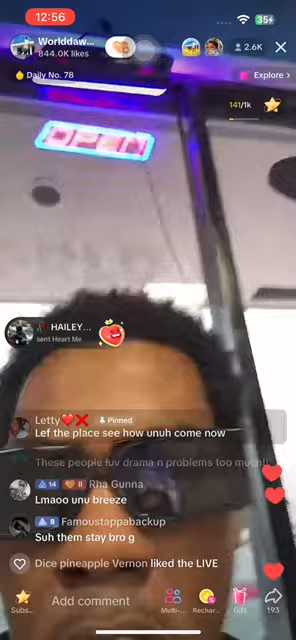 12:56
35
Worlddaw...
844.0K likes
6
2.6K
Daily No. 78
Explore >
141/1k
OPEN
HAILEY...
sent Heart Me
Letty❤️❌ Pinned
Lef the place see how unuh come now
These people luv drama n problems too much!!
14 II Rha Gunna
Lmaoo unu breeze
8 Famoustappabackup
Suh them stay bro g
Dice pineapple Vernon liked the LIVE
Subs...
Add comment
Multi-...
Rechar...
Gift
193